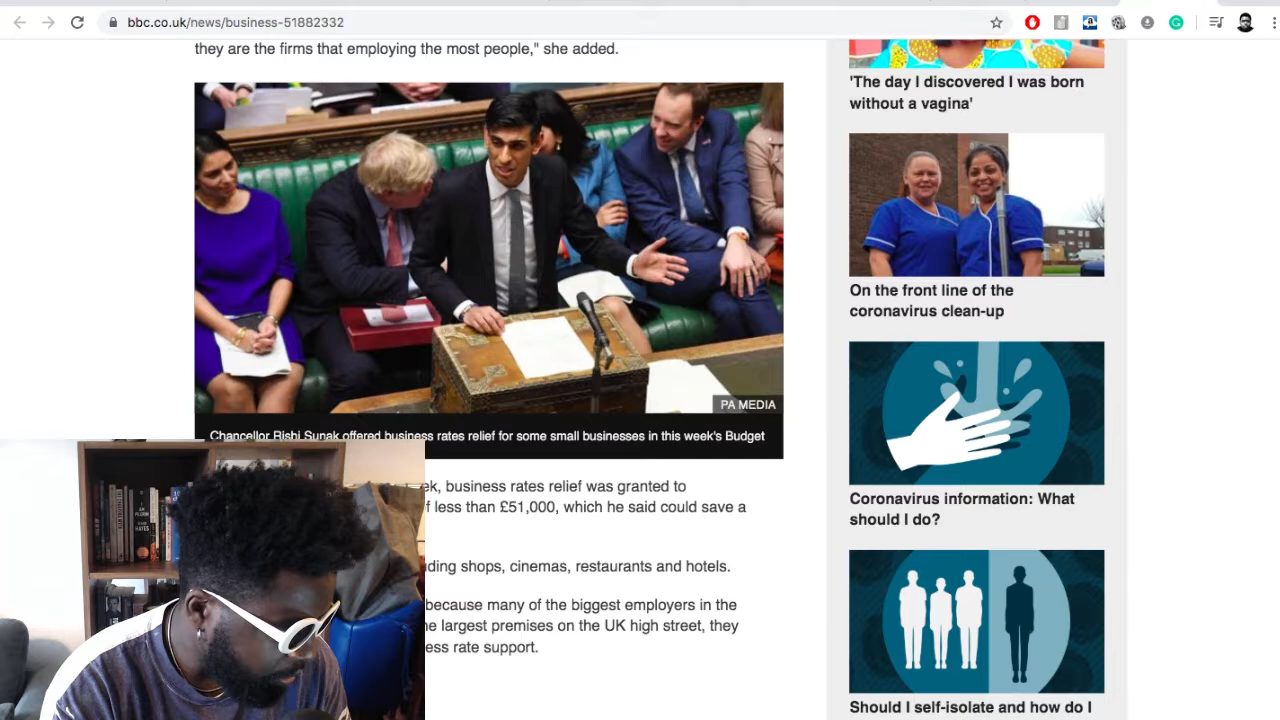 bbc.co.uk/news/business-51882332
they are the firms that employing the most people," she added.
PA MEDIA
Chancellor Rishi Sunak offered business rates relief for some small businesses in this week's Budget
ek, business rates relief was granted to
f less than £51,000, which he said could save a
ding shops, cinemas, restaurants and hotels.
because many of the biggest employers in the
e largest premises on the UK high street, they
ess rate support.
'The day I discovered I was born
without a vagina'
On the front line of the
coronavirus clean-up
Coronavirus information: What
should I do?
Should I self-isolate and how do I